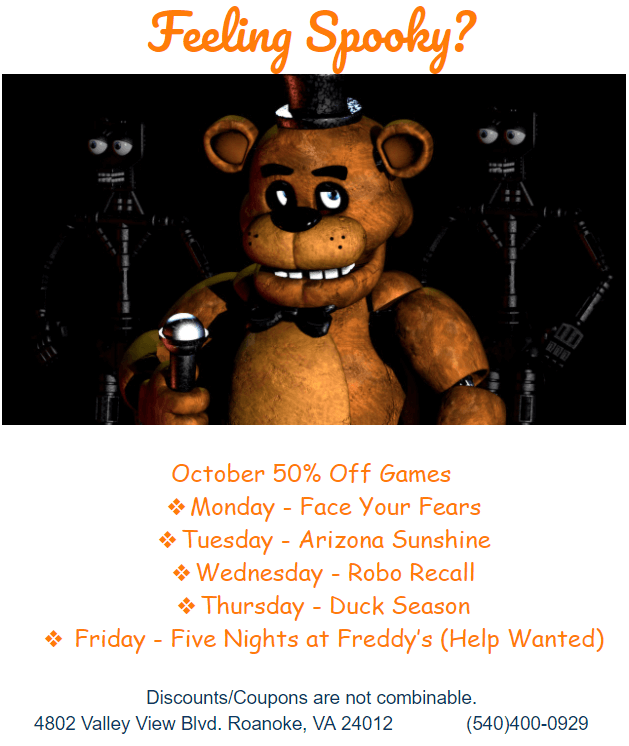 Feeling Spooky?
October 50% Off Games
❖ Monday - Face Your Fears
❖ Tuesday - Arizona Sunshine
❖ Wednesday - Robo Recall
❖ Thursday - Duck Season
❖ Friday - Five Nights at Freddy's (Help Wanted)
Discounts/Coupons are not combinable.
4802 Valley View Blvd. Roanoke, VA 24012 (540)400-0929